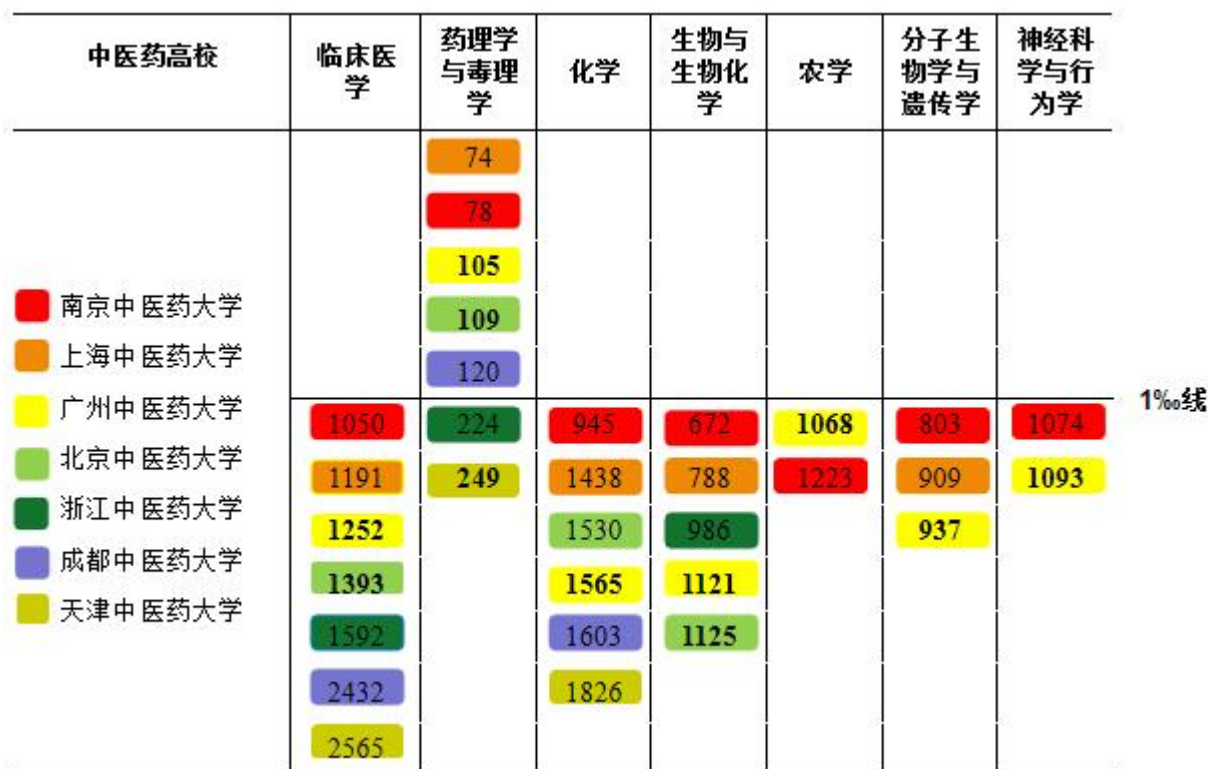 中医药高校 临床医学 药理学与毒理学 化学 生物与生物化学 农学 分子生物学与遗传学 神经科学与行为学
74
78
105
南京中医药大学 109
上海中医药大学 120
1‰线
广州中医药大学 1050 224 945 672 1068 803 1074
北京中医药大学 1191 249 1438 788 1223 909 1093
浙江中医药大学 1252 1530 986 937
成都中医药大学 1393 1565 1121
天津中医药大学 1592 1603 1125
2432 1826
2565